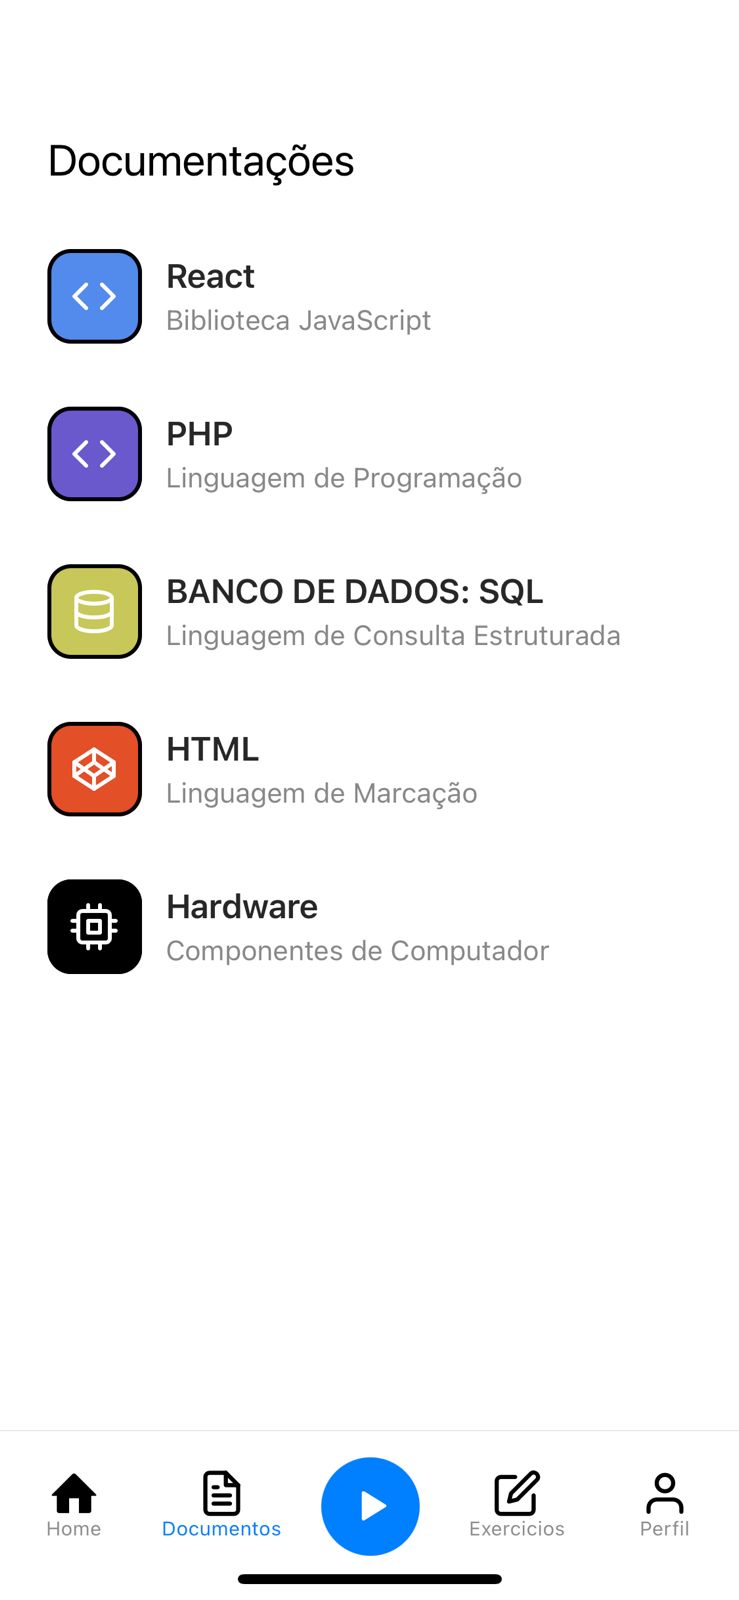 Documentações
React
Biblioteca JavaScript
PHP
Linguagem de Programação
BANCO DE DADOS: SQL
Linguagem de Consulta Estruturada
HTML
Linguagem de Marcação
Hardware
Componentes de Computador
Home
Documentos
Exercicios
Perfil